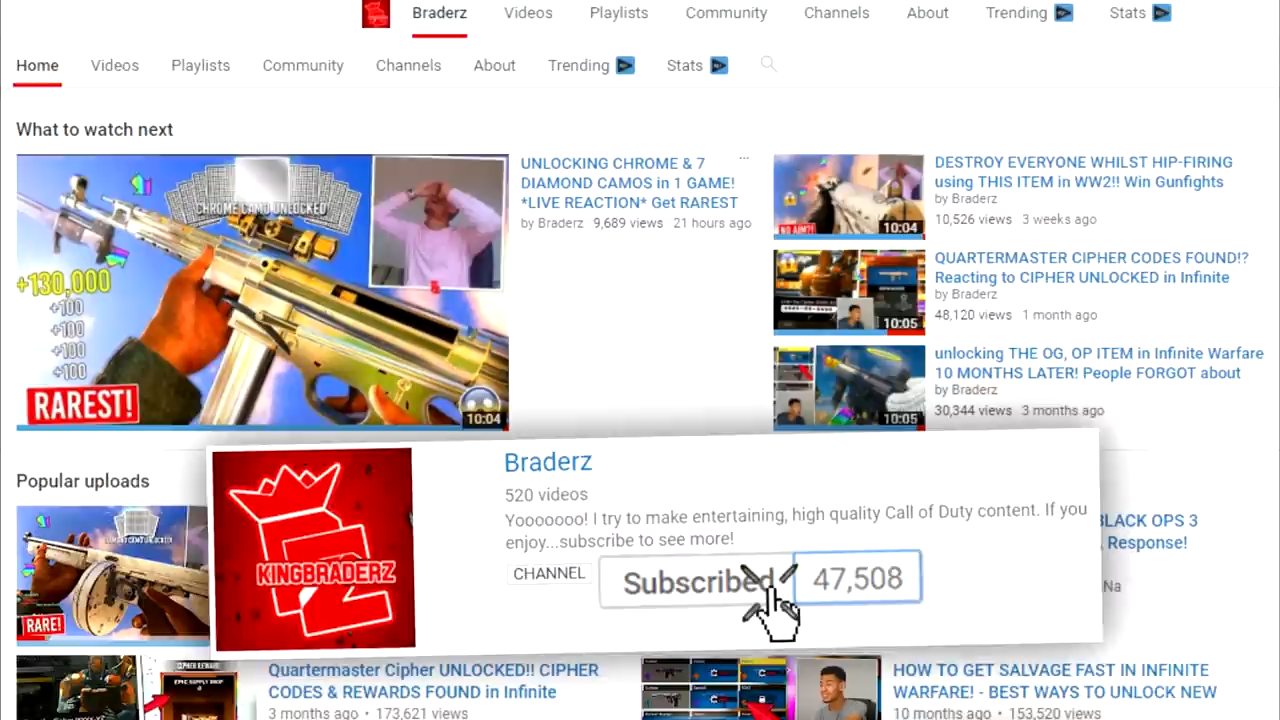 Braderz Videos Playlists Community Channels About Trending Stats
Home Videos Playlists Community Channels About Trending Stats
What to watch next
CHROME CAMO UNLOCKED
+130,000
+100
+100
+100
+100
RAREST!
10:04
UNLOCKING CHROME & 7
DIAMOND CAMOS in 1 GAME!
*LIVE REACTION* Get RAREST
by Braderz 9,689 views 21 hours ago
NO AIM?!
10:04
DESTROY EVERYONE WHILST HIP-FIRING
using THIS ITEM in WW2!! Win Gunfights
by Braderz
10,526 views 3 weeks ago
10:05
QUARTERMASTER CIPHER CODES FOUND!?
Reacting to CIPHER UNLOCKED in Infinite
by Braderz
48,120 views 1 month ago
10:05
unlocking THE OG, OP ITEM in Infinite Warfare
10 MONTHS LATER! People FORGOT about
by Braderz
30,344 views 3 months ago
Popular uploads
RARE!
KINGBRADERZ
Braderz
520 videos
Yooooooo! I try to make entertaining, high quality Call of Duty content. If you
enjoy...subscribe to see more!
CHANNEL Subscribed 47,508
BLACK OPS 3
Response!
CIPHER REWARD
EPIC SUPPLY DROP
Quartermaster Cipher UNLOCKED!! CIPHER
CODES & REWARDS FOUND in Infinite
3 months ago • 173,621 views
HOW TO GET SALVAGE FAST IN INFINITE
WARFARE! - BEST WAYS TO UNLOCK NEW
10 months ago • 153,520 views